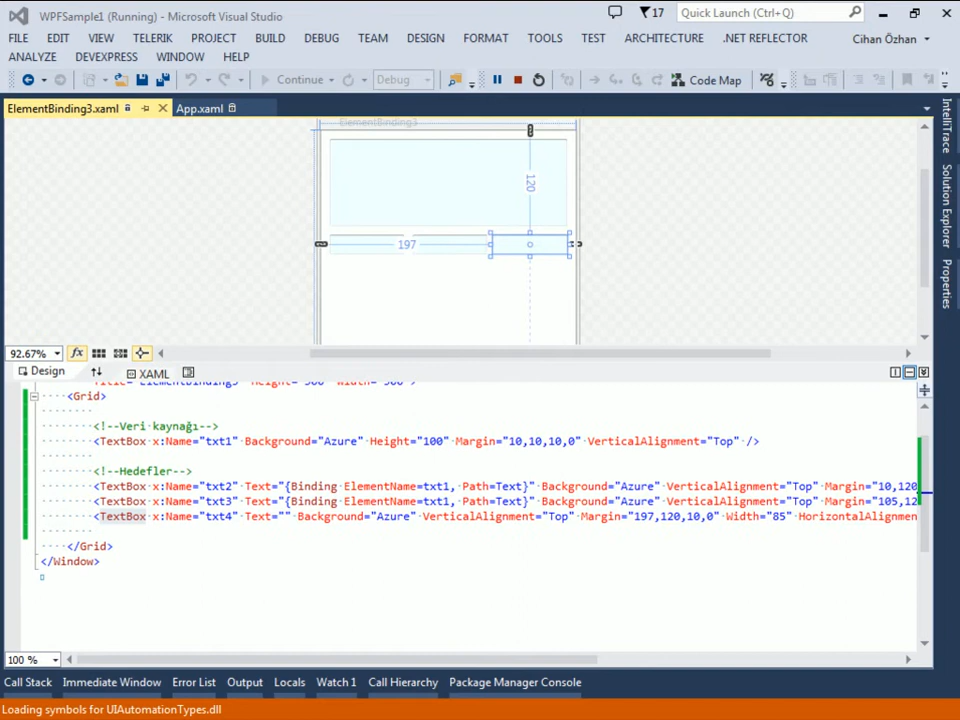 WPFSample1 (Running) - Microsoft Visual Studio
17
Quick Launch (Ctrl+Q)
FILE EDIT VIEW TELERIK PROJECT BUILD DEBUG TEAM DESIGN FORMAT TOOLS TEST ARCHITECTURE .NET REFLECTOR
Cihan Özhan
ANALYZE DEVEXPRESS WINDOW HELP
Continue
Debug
Code Map
ElementBinding3.xaml
App.xaml
ElementBinding3
120
197
IntelliTrace
Solution Explorer
Properties
92.67%
Design
XAML
Title="ElementBinding3" Height="300" Width="300">
<Grid>
<!--Veri kaynağı-->
<TextBox x:Name="txt1" Background="Azure" Height="100" Margin="10,10,10,0" VerticalAlignment="Top" />
<!--Hedefler-->
<TextBox x:Name="txt2" Text="{Binding ElementName=txt1, Path=Text}" Background="Azure" VerticalAlignment="Top" Margin="10,120
<TextBox x:Name="txt3" Text="{Binding ElementName=txt1, Path=Text}" Background="Azure" VerticalAlignment="Top" Margin="105,12
<TextBox x:Name="txt4" Text="" Background="Azure" VerticalAlignment="Top" Margin="197,120,10,0" Width="85" HorizontalAlignmen
</Grid>
</Window>
100 %
Call Stack Immediate Window Error List Output Locals Watch 1 Call Hierarchy Package Manager Console
Loading symbols for UIAutomationTypes.dll